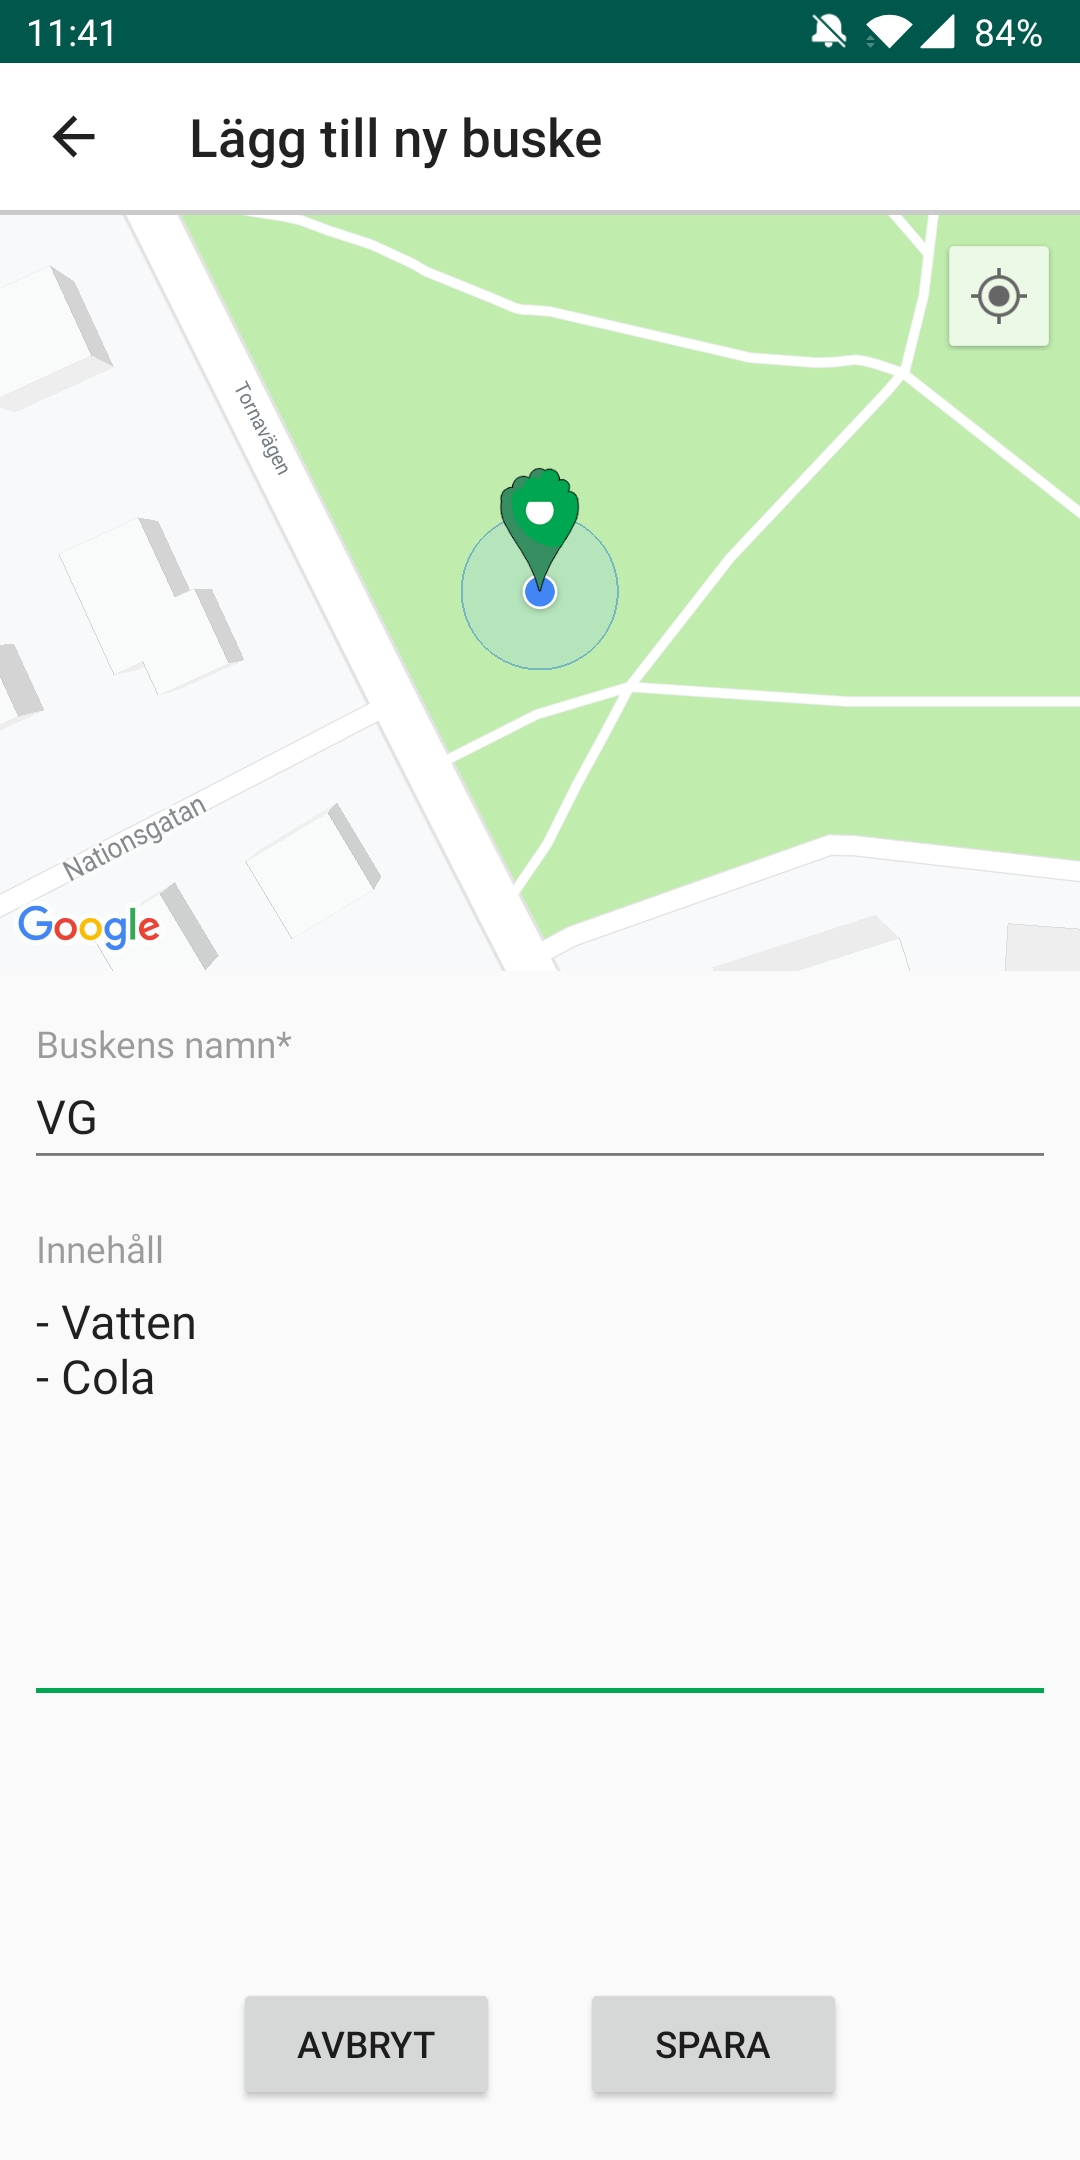 11:41
84%
Lägg till ny buske
Tornavägen
Nationsgatan
Google
Buskens namn*
VG
Innehåll
- Vatten
- Cola
AVBRYT
SPARA